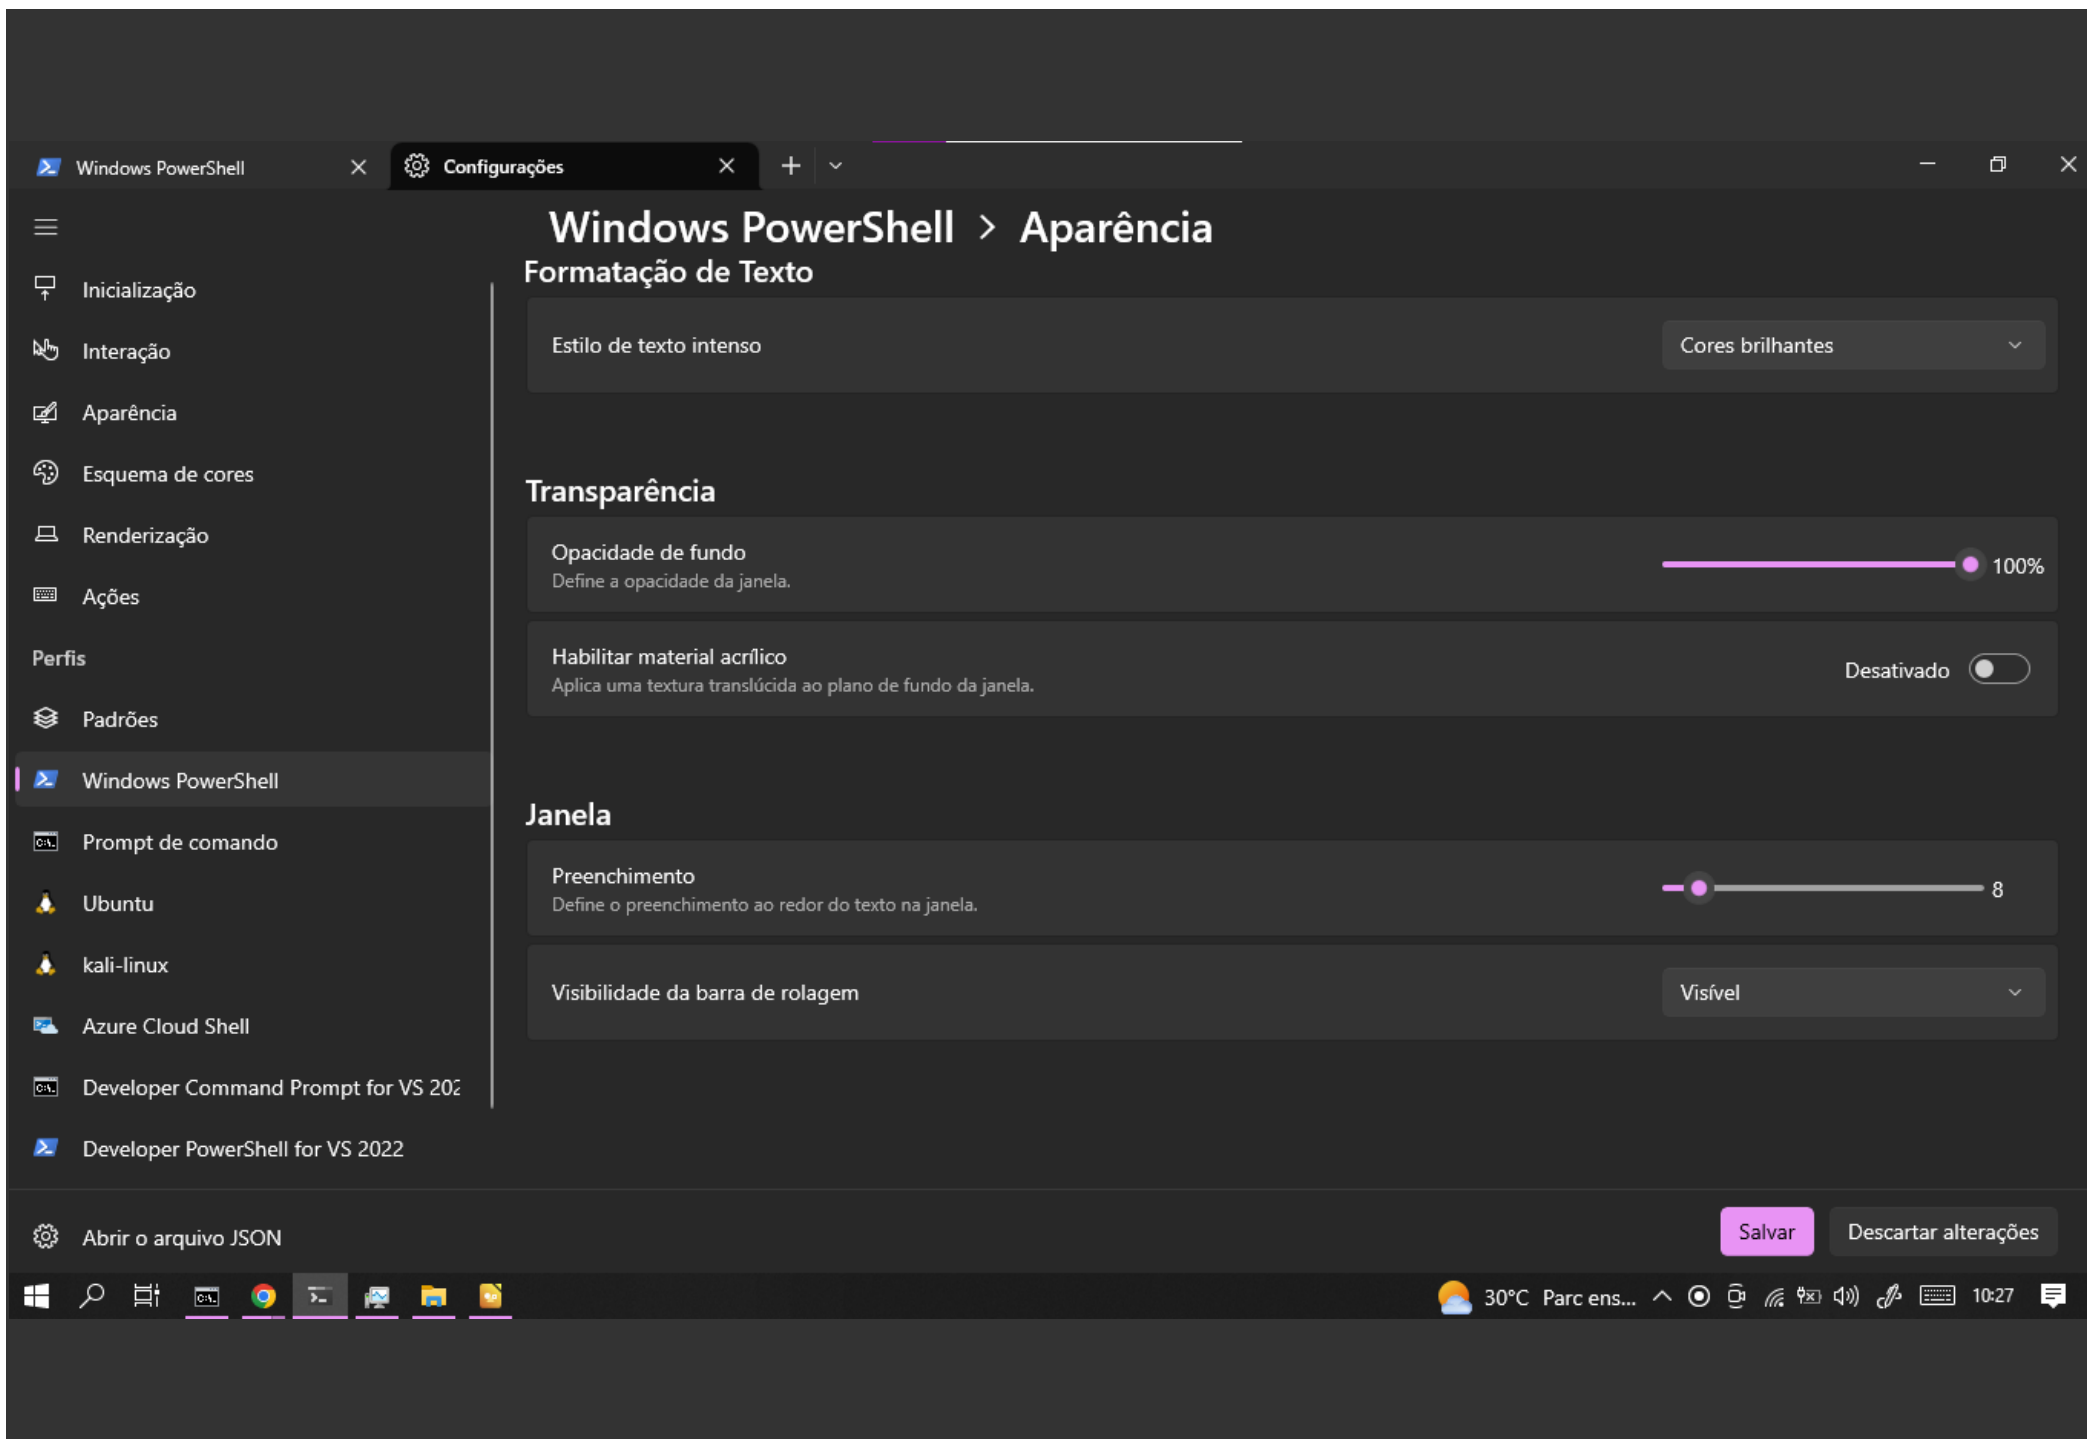 Windows PowerShell
Configurações
Windows PowerShell > Aparência
Inicialização
Interação
Aparência
Esquema de cores
Renderização
Ações
Perfis
Padrões
Windows PowerShell
Prompt de comando
Ubuntu
kali-linux
Azure Cloud Shell
Developer Command Prompt for VS 202
Developer PowerShell for VS 2022
Abrir o arquivo JSON
Formatação de Texto
Estilo de texto intenso
Cores brilhantes
Transparência
Opacidade de fundo
Define a opacidade da janela.
100%
Habilitar material acrílico
Aplica uma textura translúcida ao plano de fundo da janela.
Desativado
Janela
Preenchimento
Define o preenchimento ao redor do texto na janela.
8
Visibilidade da barra de rolagem
Visível
Salvar
Descartar alterações
30°C Parc ens...
10:27